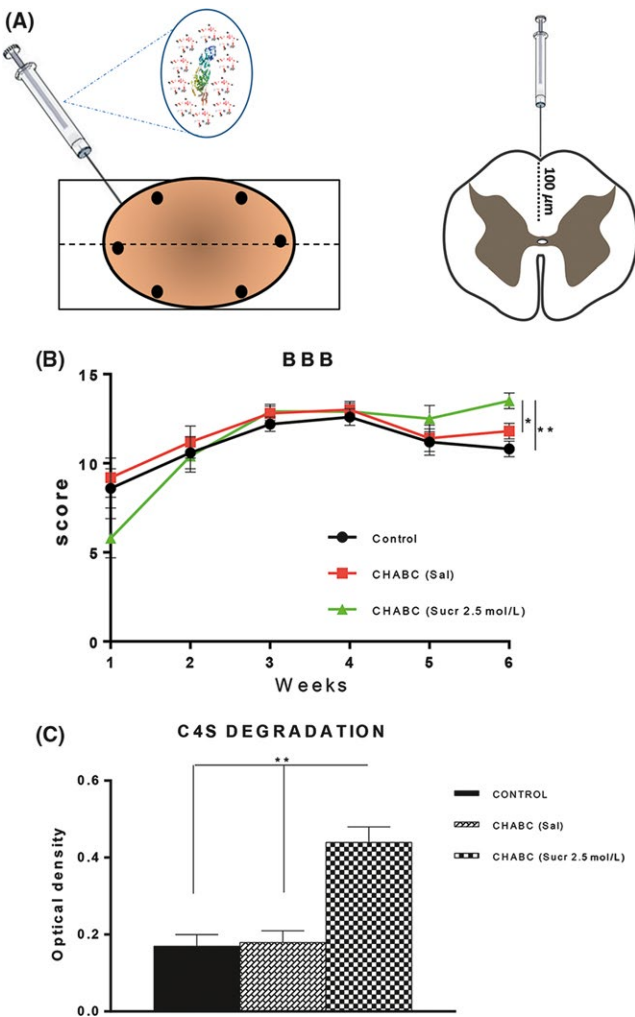 (A)
100 µm
(B)
BBB
15
10
5
0
score
1 2 3 4 5 6
Weeks
* **
Control
CHABC (Sal)
CHABC (Sucr 2.5 mol/L)
(C)
C4S DEGRADATION
**
0.6
0.4
0.2
0.0
Optical density
CONTROL
CHABC (Sal)
CHABC (Sucr 2.5 mol/L)